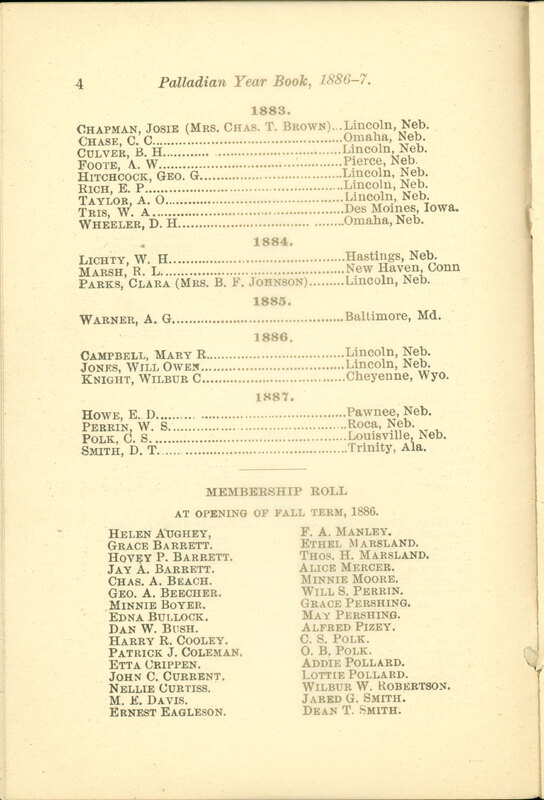 4 Palladian Year Book, 1886-7.
1883.
CHAPMAN, JOSIE (MRS. CHAS. T. BROWN)...Lincoln, Neb.
CHASE, C. C................................Omaha, Neb.
CULVER, B. H......... ..........................Lincoln, Neb.
FOOTE, A. W...................................Pierce, Neb.
HITCHCOCK, GEO. G...........................Lincoln, Neb.
RICH, E. P.....................................Lincoln, Neb.
TAYLOR, A. O.................................Lincoln, Neb.
TRIS, W. A....................................Des Moines, Iowa.
WHEELER, D. H......................... .......Omaha, Neb.
1884.
LICHTY, W. H.................................Hastings, Neb.
MARSH, R. L..................................New Haven, Conn
PARKS, CLARA (MRS. B. F. JOHNSON)........Lincoln, Neb.
1885.
WARNER, A. G................................Baltimore, Md.
1886.
CAMPBELL, MARY R..........................Lincoln, Neb.
JONES, WILL OWEN...........................Lincoln, Neb.
KNIGHT, WILBUR C...........................Cheyenne, Wyo.
1887.
HOWE, E. D....... ...........................Pawnee, Neb.
PERRIN, W. S.................................Roca, Neb.
POLK, C. S....................................Louisville, Neb.
SMITH, D. T...................................Trinity, Ala.
MEMBERSHIP ROLL
AT OPENING OF FALL TERM, 1886.
HELEN AUGHEY,
GRACE BARRETT.
HOVEY P. BARRETT.
JAY A. BARRETT.
CHAS. A. BEACH.
GEO. A. BEECHER.
MINNIE BOYER.
EDNA BULLOCK.
DAN W. BUSH.
HARRY R. COOLEY.
PATRICK J. COLEMAN.
ETTA CRIPPEN.
JOHN C. CURRENT.
NELLIE CURTISS.
M. E. DAVIS.
ERNEST EAGLESON.
F. A. MANLEY.
ETHEL MARSLAND.
THOS. H. MARSLAND.
ALICE MERCER.
MINNIE MOORE.
WILL S. PERRIN.
GRACE PERSHING.
MAY PERSHING.
ALFRED PIZEY.
C. S. POLK.
O. B. POLK.
ADDIE POLLARD.
LOTTIE POLLARD.
WILBUR W. ROBERTSON.
JARED G. SMITH.
DEAN T. SMITH.